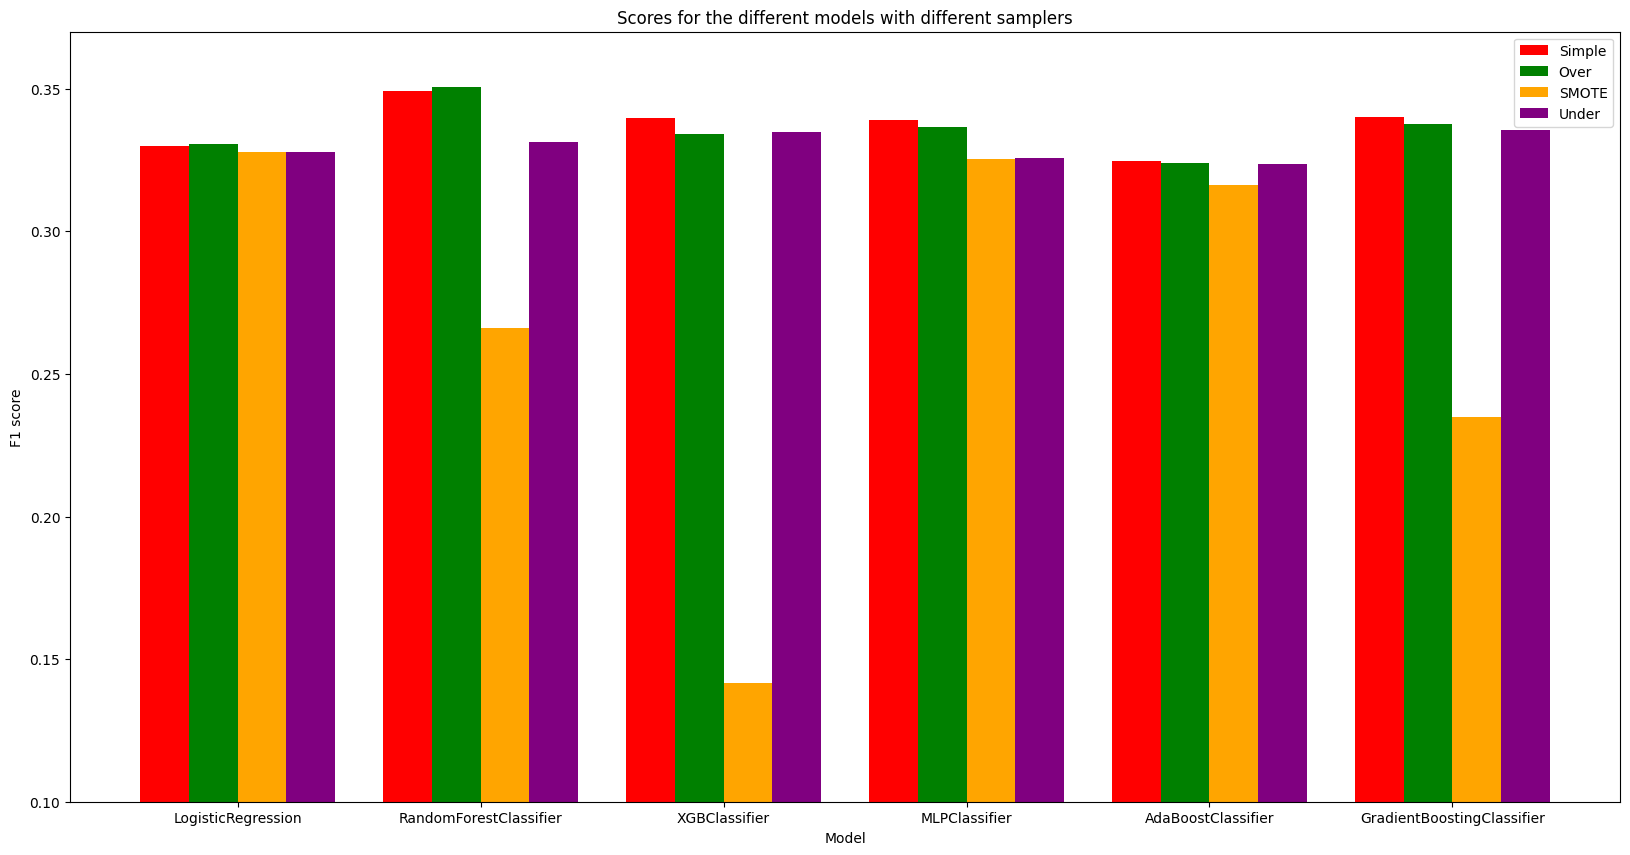 Scores for the different models with different samplers
Simple
Over
SMOTE
Under
F1 score
0.35
0.30
0.25
0.20
0.15
0.10
LogisticRegression
RandomForestClassifier
XGBClassifier
MLPClassifier
AdaBoostClassifier
GradientBoostingClassifier
Model